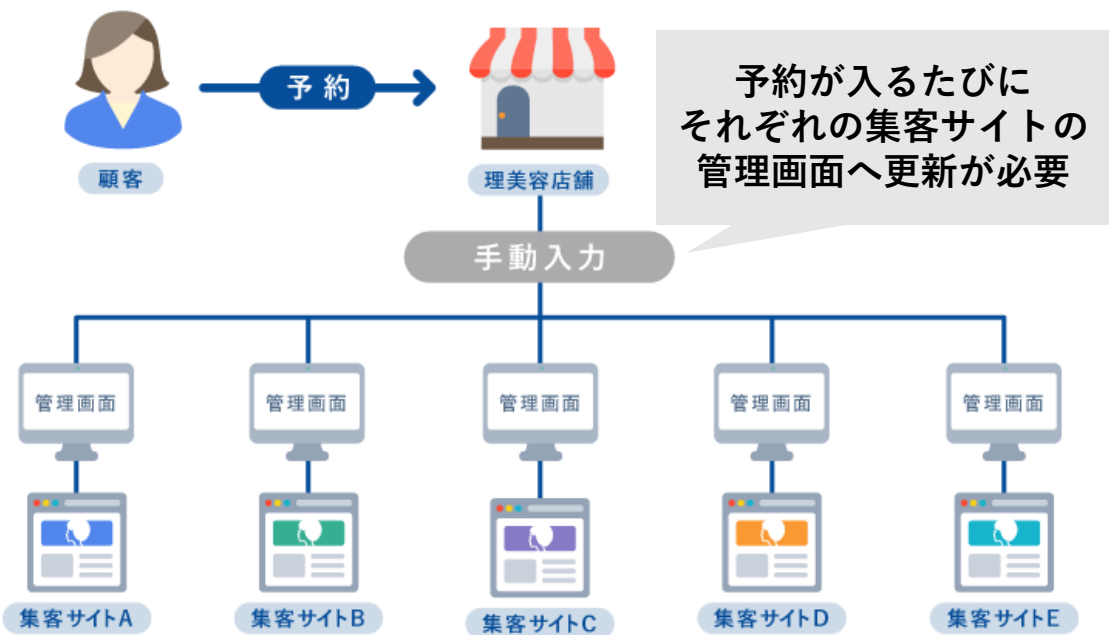 予約
顧客
理美容店舗
予約が入るたびに
それぞれの集客サイトの
管理画面へ更新が必要
手動入力
管理画面
管理画面
管理画面
管理画面
管理画面
集客サイトA
集客サイトB
集客サイトC
集客サイトD
集客サイトE